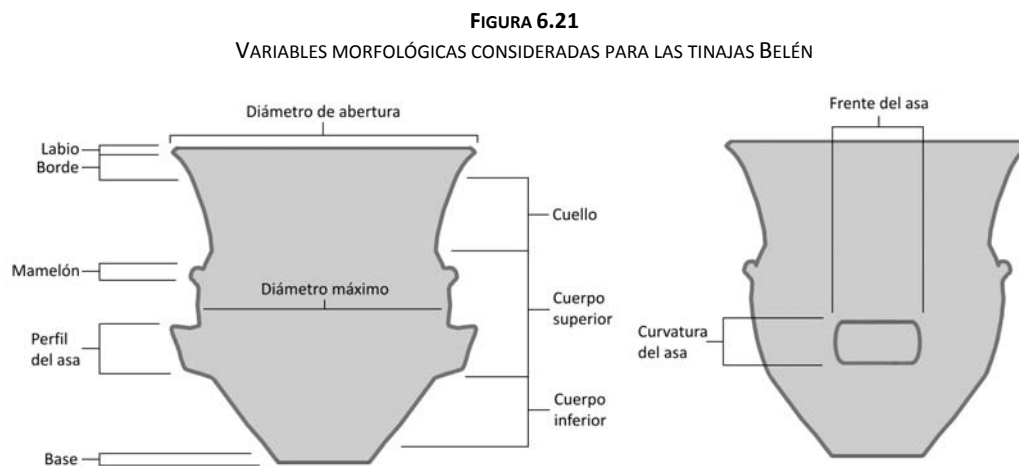 FIGURA 6.21
VARIABLES MORFOLÓGICAS CONSIDERADAS PARA LAS TINAJAS BELÉN
Diámetro de abertura
Labio
Borde
Cuello
Mamelón
Diámetro máximo
Cuerpo
superior
Perfil
del asa
Cuerpo
inferior
Base
Frente del asa
Curvatura
del asa